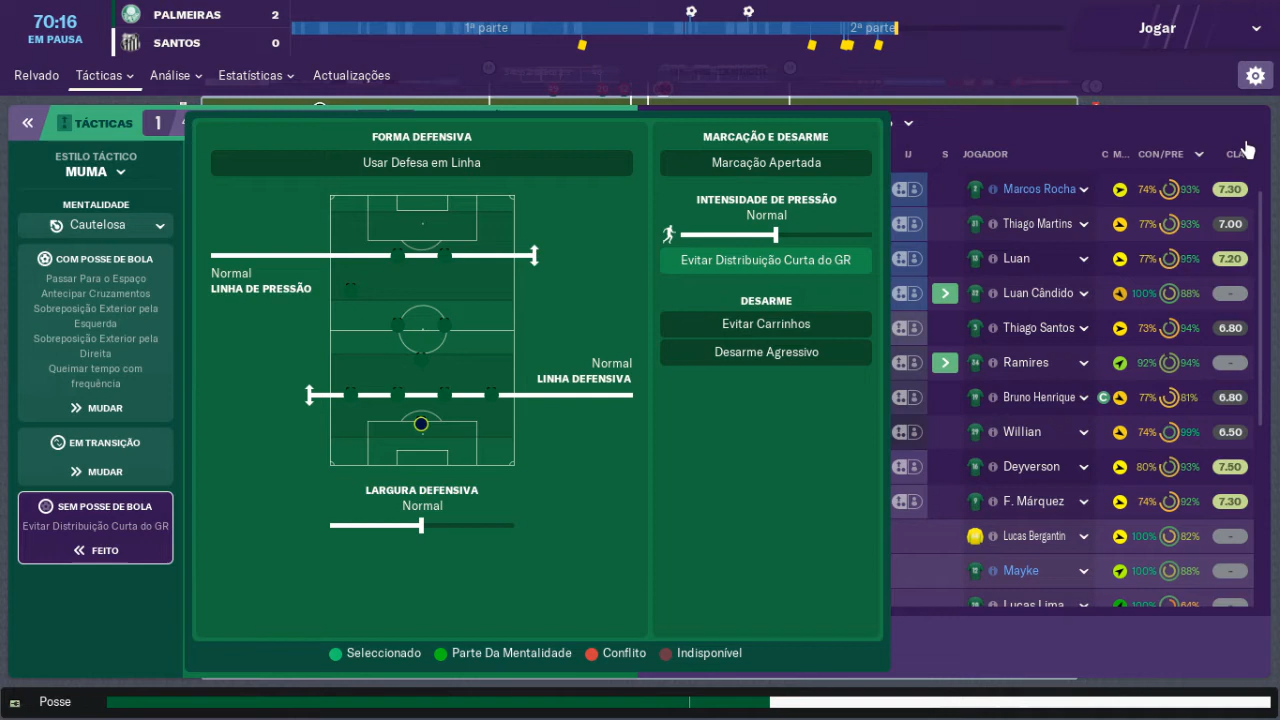 70:16
EM PAUSA
PALMEIRAS 2
SANTOS 0
1ª parte
2ª parte
Jogar
Relvado
Tácticas
Análise
Estatísticas
Actualizações
TÁCTICAS
1
ESTILO TÁCTICO
MUMA
MENTALIDADE
Cautelosa
COM POSSE DE BOLA
Passar Para o Espaço
Antecipar Cruzamentos
Sobreposição Exterior pela
Esquerda
Sobreposição Exterior pela
Direita
Queimar tempo com
frequência
MUDAR
EM TRANSIÇÃO
MUDAR
SEM POSSE DE BOLA
Evitar Distribuição Curta do GR
FEITO
FORMA DEFENSIVA
Usar Defesa em Linha
Normal
LINHA DE PRESSÃO
Normal
LINHA DEFENSIVA
LARGURA DEFENSIVA
Normal
MARCAÇÃO E DESARME
Marcação Apertada
INTENSIDADE DE PRESSÃO
Normal
Evitar Distribuição Curta do GR
DESARME
Evitar Carrinhos
Desarme Agressivo
Seleccionado
Parte Da Mentalidade
Conflito
Indisponível
IJ S JOGADOR C M... CON/PRE CLA
Marcos Rocha 74% 93% 7.30
Thiago Martins 77% 93% 7.00
Luan 77% 95% 7.20
Luan Cândido 100% 88% -
Thiago Santos 73% 94% 6.80
Ramires 92% 94% -
Bruno Henrique C 77% 81% 6.80
Willian 74% 99% 6.50
Deyverson 80% 93% 7.50
F. Márquez 74% 92% 7.30
Lucas Bergantin 100% 82% -
Mayke 100% 88% -
Lucas Lima 100% 64%
Posse